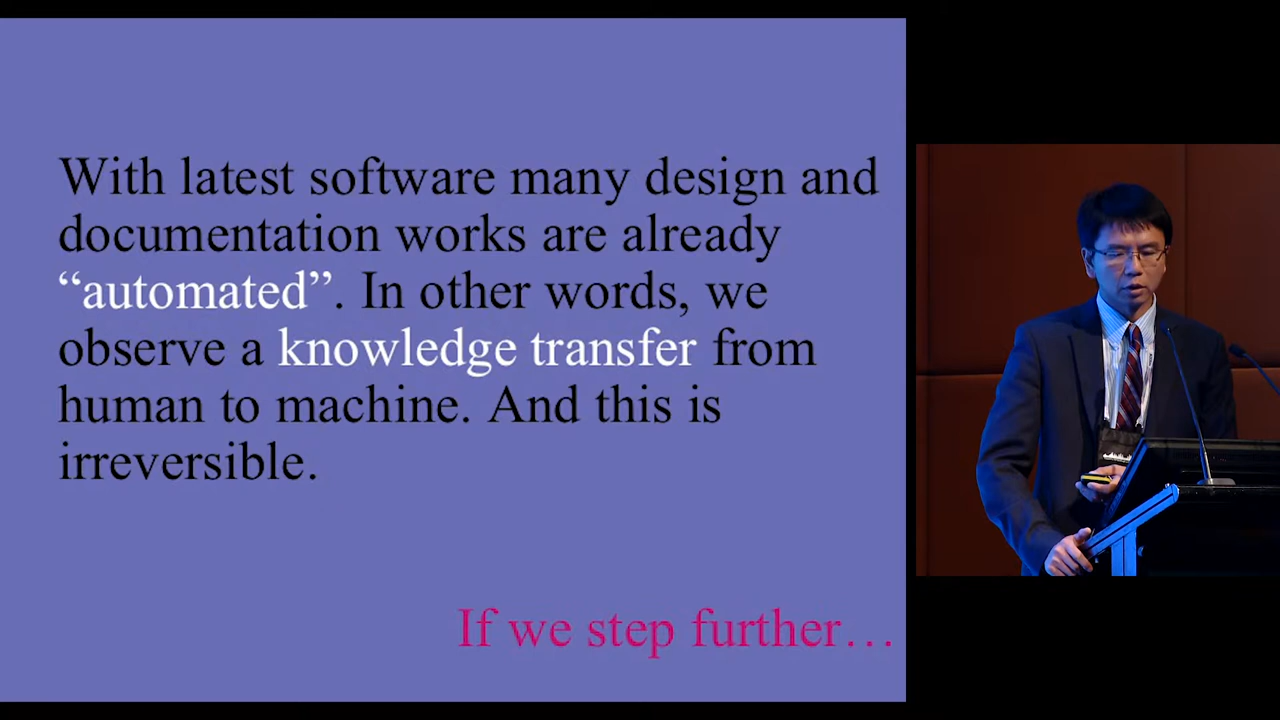 With latest software many design and
documentation works are already
“automated”. In other words, we
observe a knowledge transfer from
human to machine. And this is
irreversible.
If we step further…